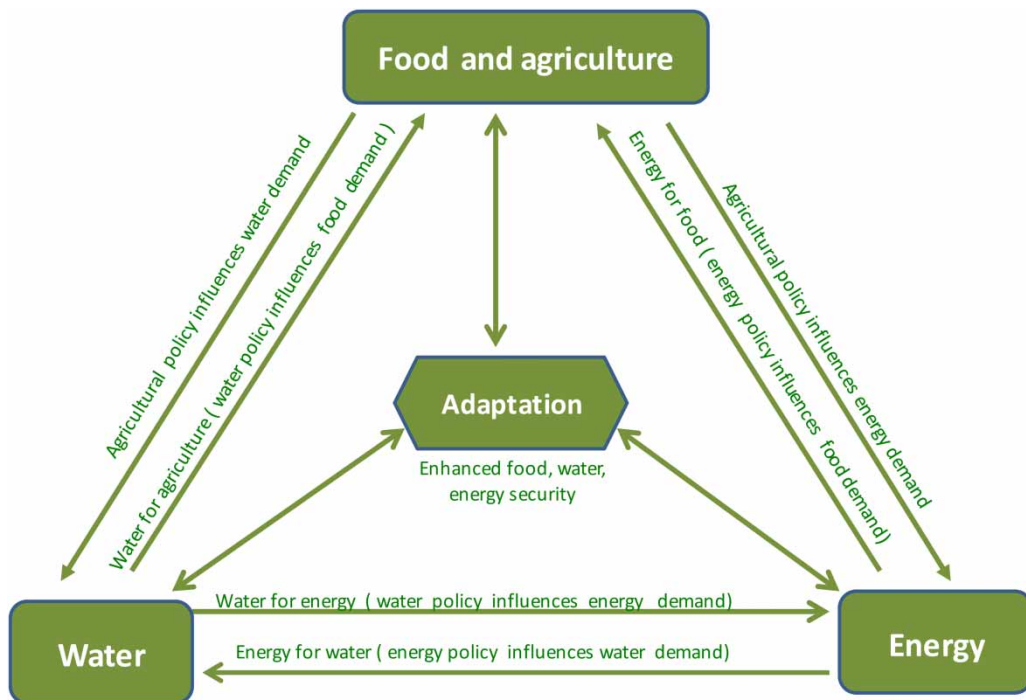 Food and agriculture
Agricultural policy influences water demand
Water for agriculture ( water policy influences food demand )
Energy for food ( energy policy influences food demand)
Agricultural policy influences energy demand
Adaptation
Enhanced food, water,
energy security
Water for energy ( water policy influences energy demand)
Water
Energy for water ( energy policy influences water demand)
Energy